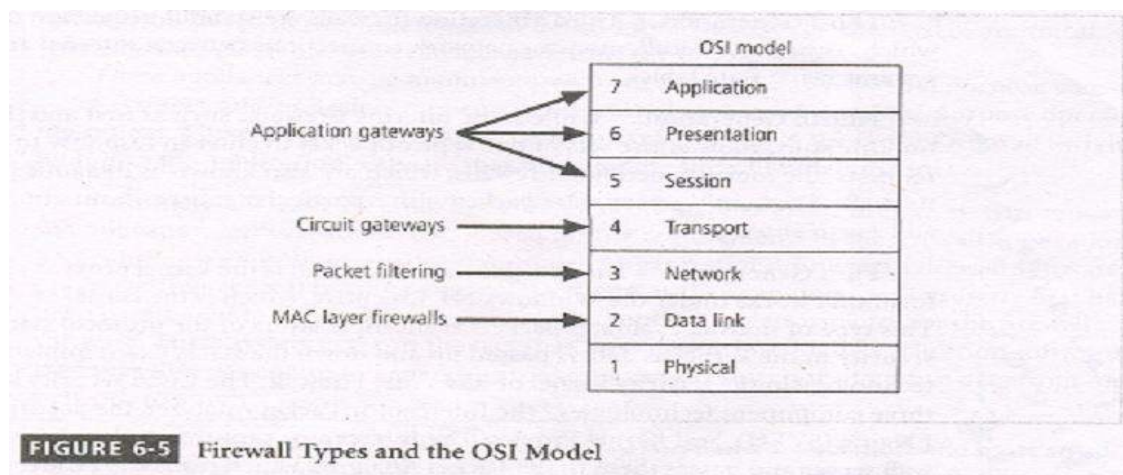 OSI model
7 Application
Application gateways
6 Presentation
5 Session
Circuit gateways 4 Transport
Packet filtering 3 Network
MAC layer firewalls 2 Data link
1 Physical
FIGURE 6-5 Firewall Types and the OSI Model